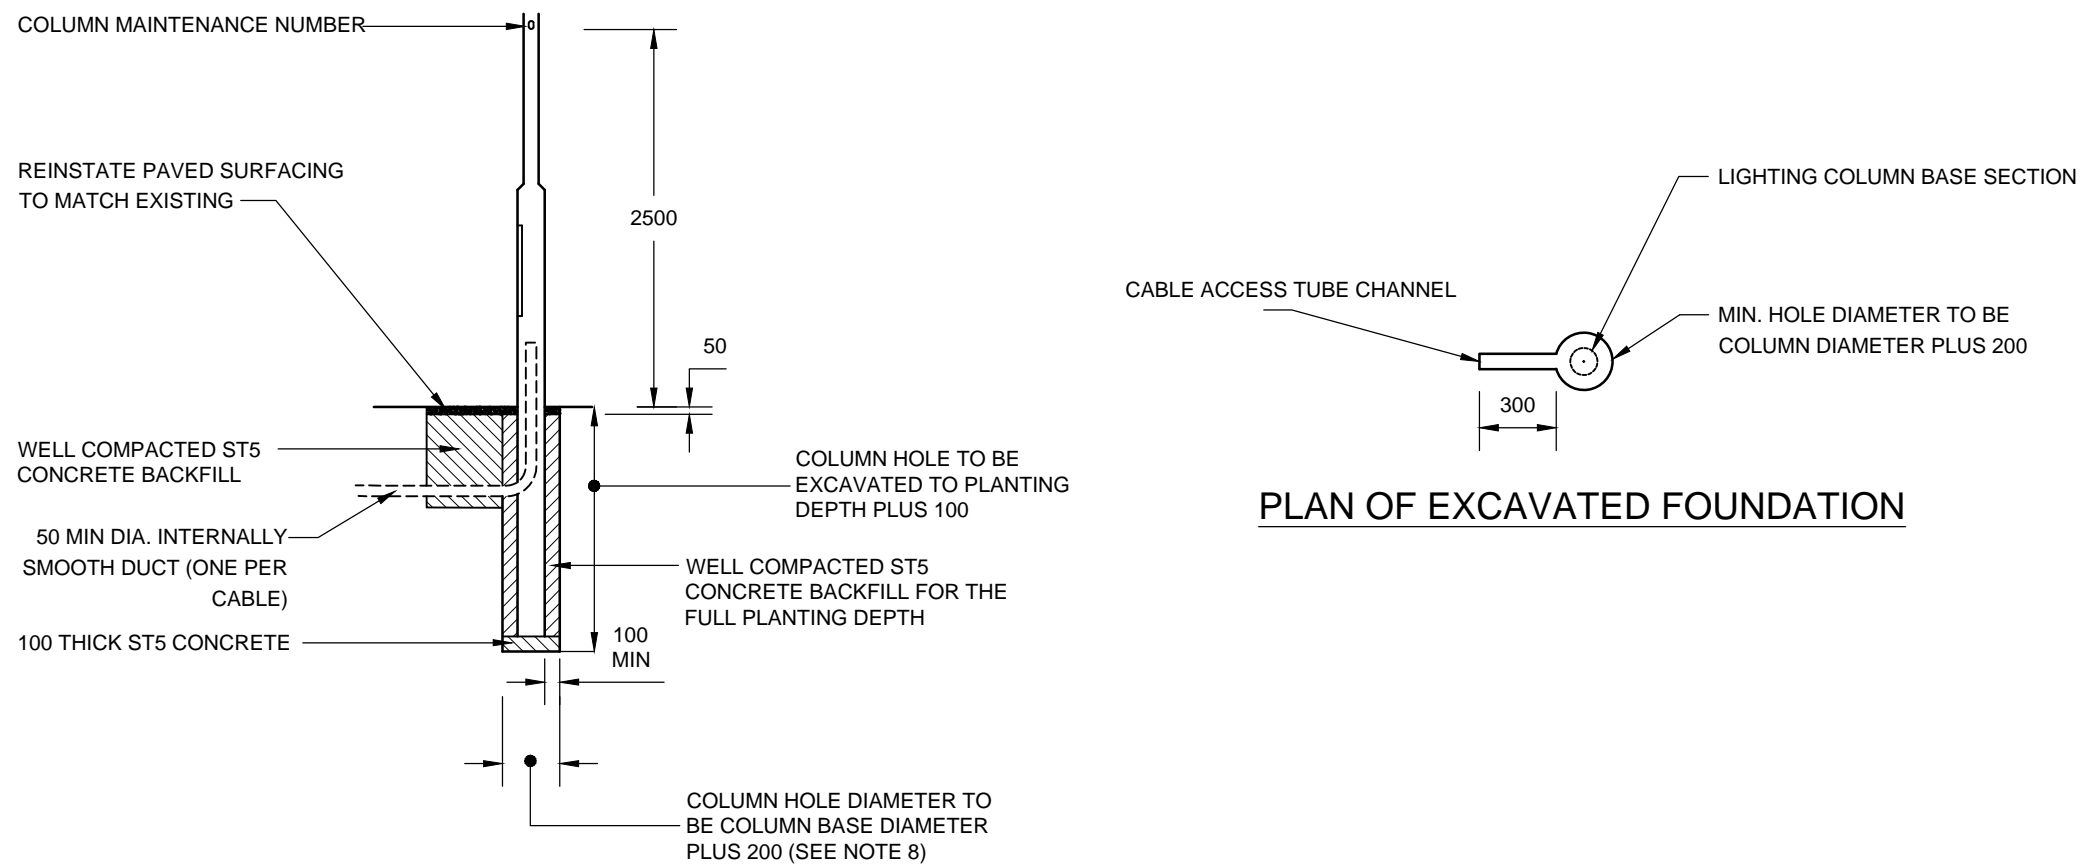 COLUMN MAINTENANCE NUMBER
REINSTATE PAVED SURFACING
TO MATCH EXISTING
2500
50
WELL COMPACTED ST5
CONCRETE BACKFILL
50 MIN DIA. INTERNALLY
SMOOTH DUCT (ONE PER
CABLE)
100 THICK ST5 CONCRETE
COLUMN HOLE TO BE
EXCAVATED TO PLANTING
DEPTH PLUS 100
WELL COMPACTED ST5
CONCRETE BACKFILL FOR THE
FULL PLANTING DEPTH
100
MIN
COLUMN HOLE DIAMETER TO
BE COLUMN BASE DIAMETER
PLUS 200 (SEE NOTE 8)
LIGHTING COLUMN BASE SECTION
CABLE ACCESS TUBE CHANNEL
MIN. HOLE DIAMETER TO BE
COLUMN DIAMETER PLUS 200
300
PLAN OF EXCAVATED FOUNDATION